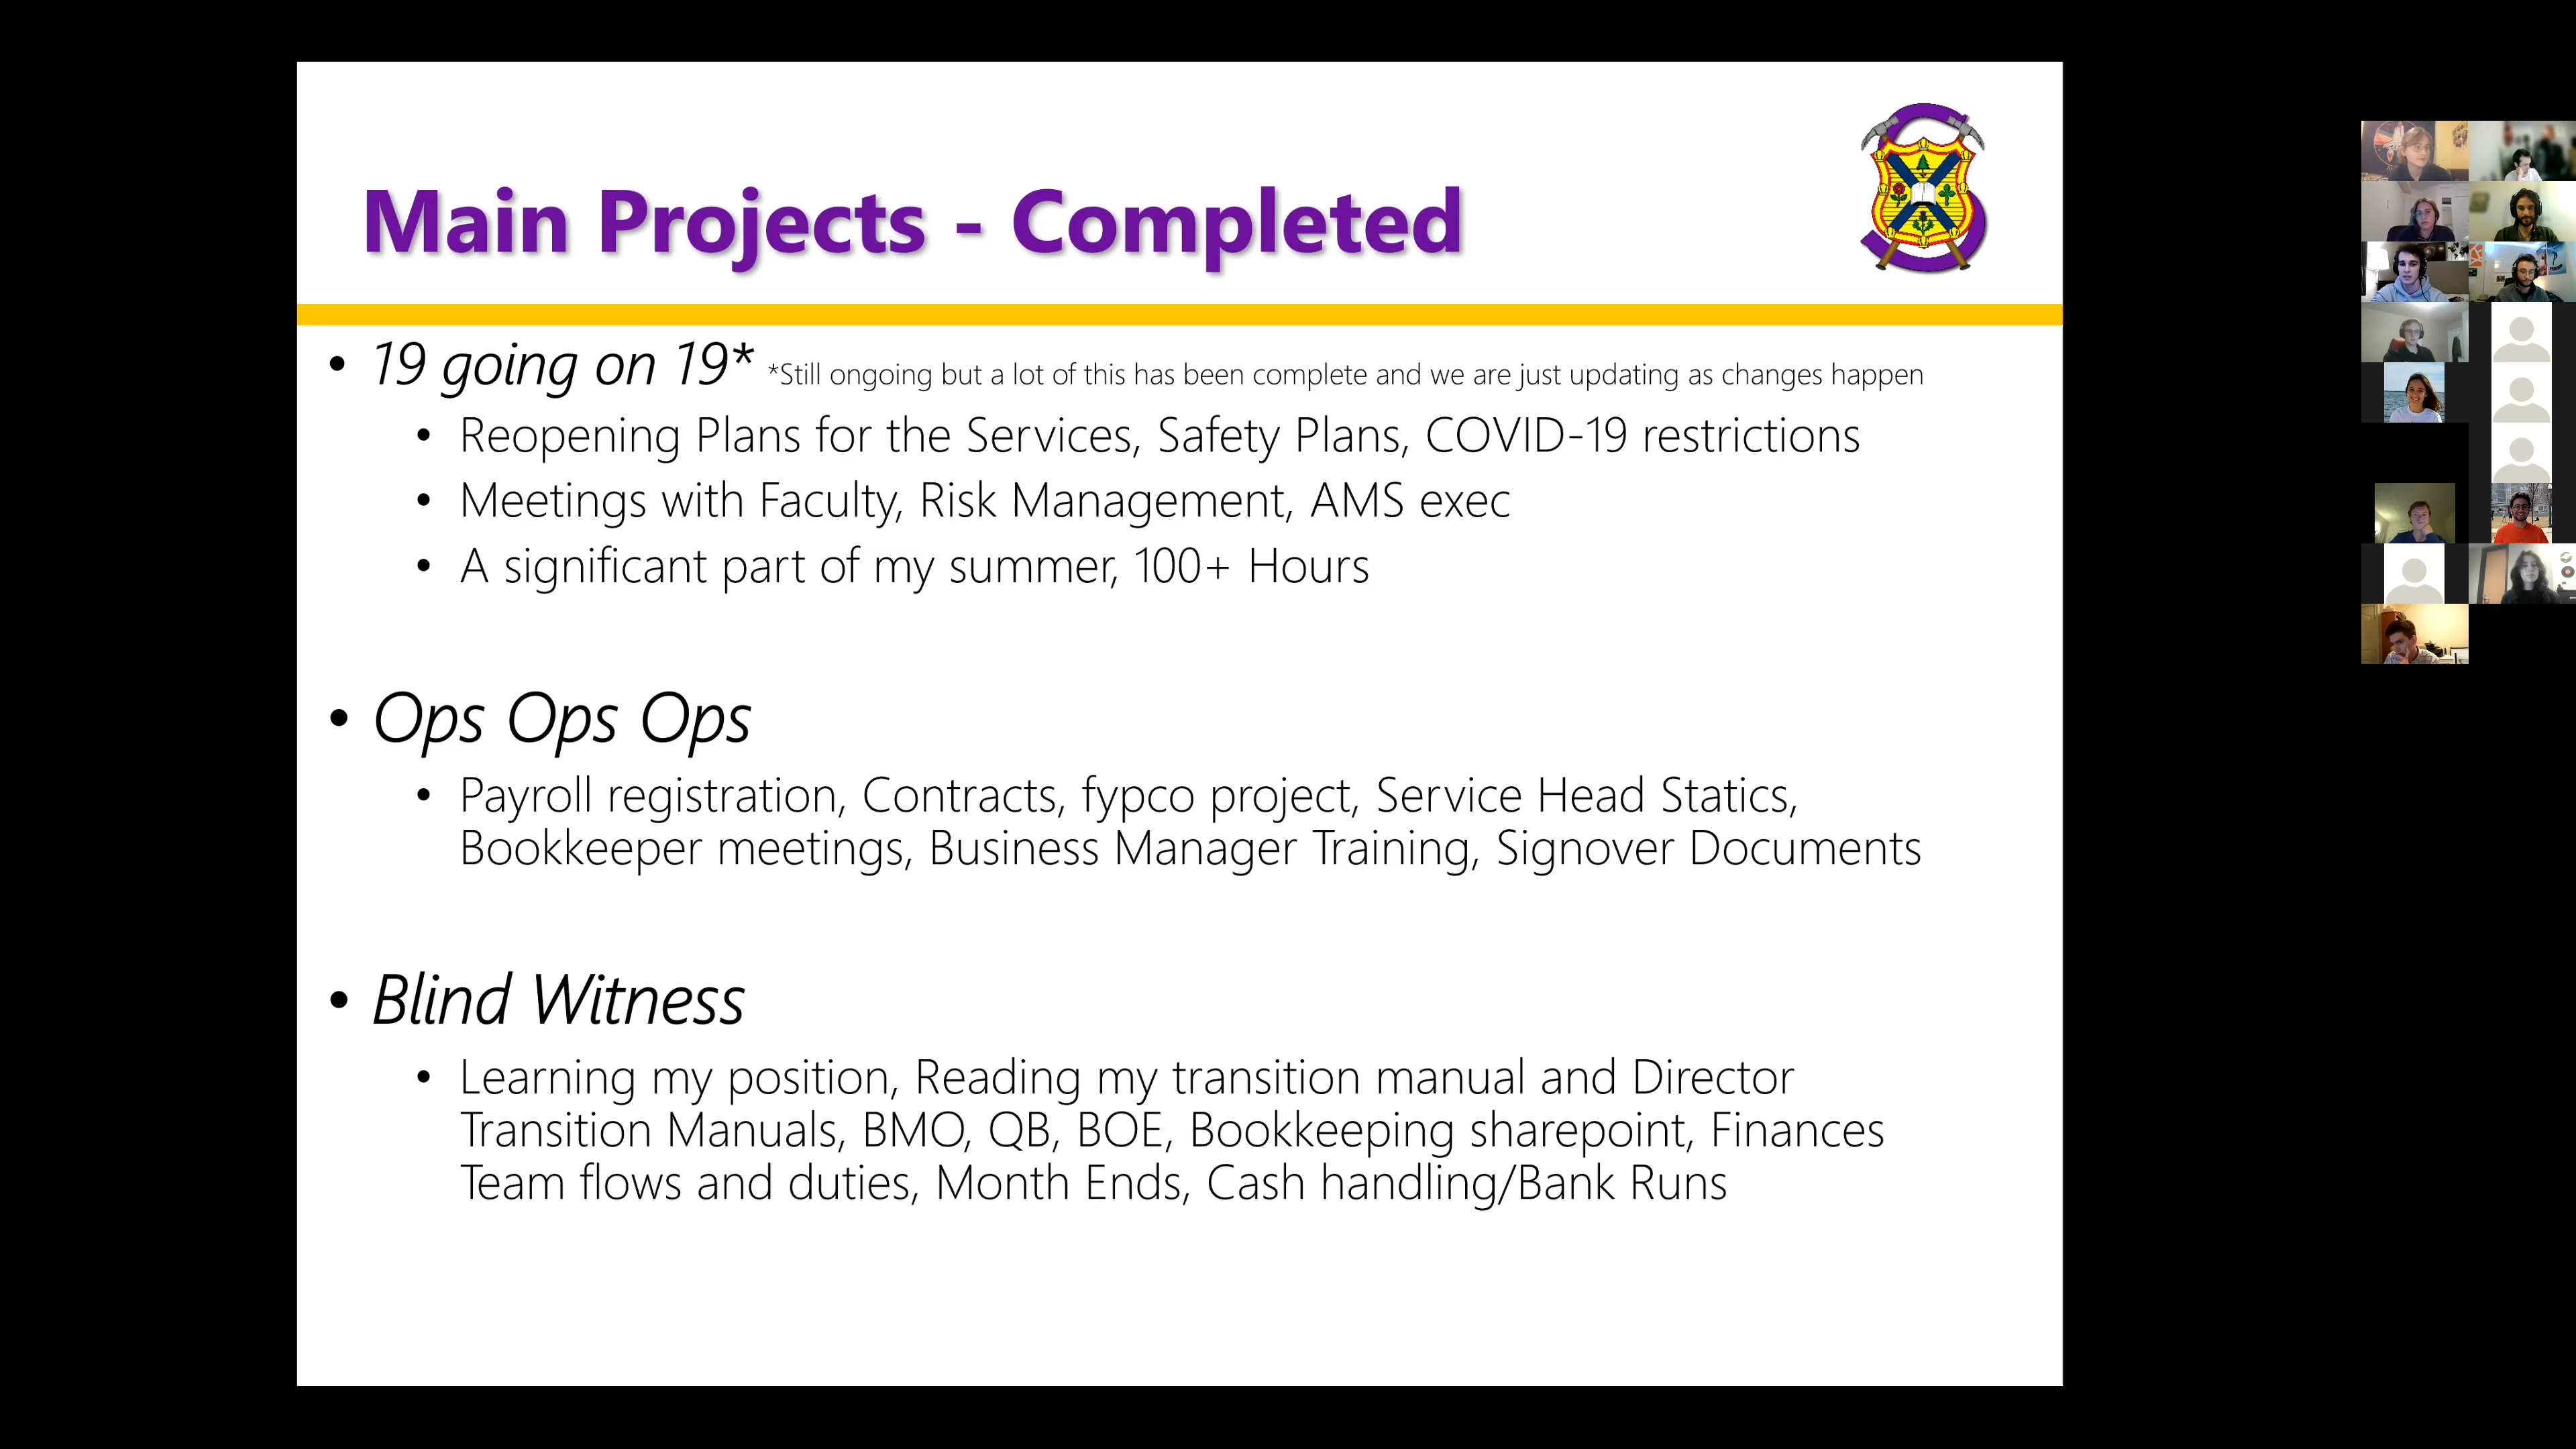 Main Projects - Completed
• 19 going on 19* *Still ongoing but a lot of this has been complete and we are just updating as changes happen
• Reopening Plans for the Services, Safety Plans, COVID-19 restrictions
• Meetings with Faculty, Risk Management, AMS exec
• A significant part of my summer, 100+ Hours
• Ops Ops Ops
• Payroll registration, Contracts, fypco project, Service Head Statics,
Bookkeeper meetings, Business Manager Training, Signover Documents
• Blind Witness
• Learning my position, Reading my transition manual and Director
Transition Manuals, BMO, QB, BOE, Bookkeeping sharepoint, Finances
Team flows and duties, Month Ends, Cash handling/Bank Runs